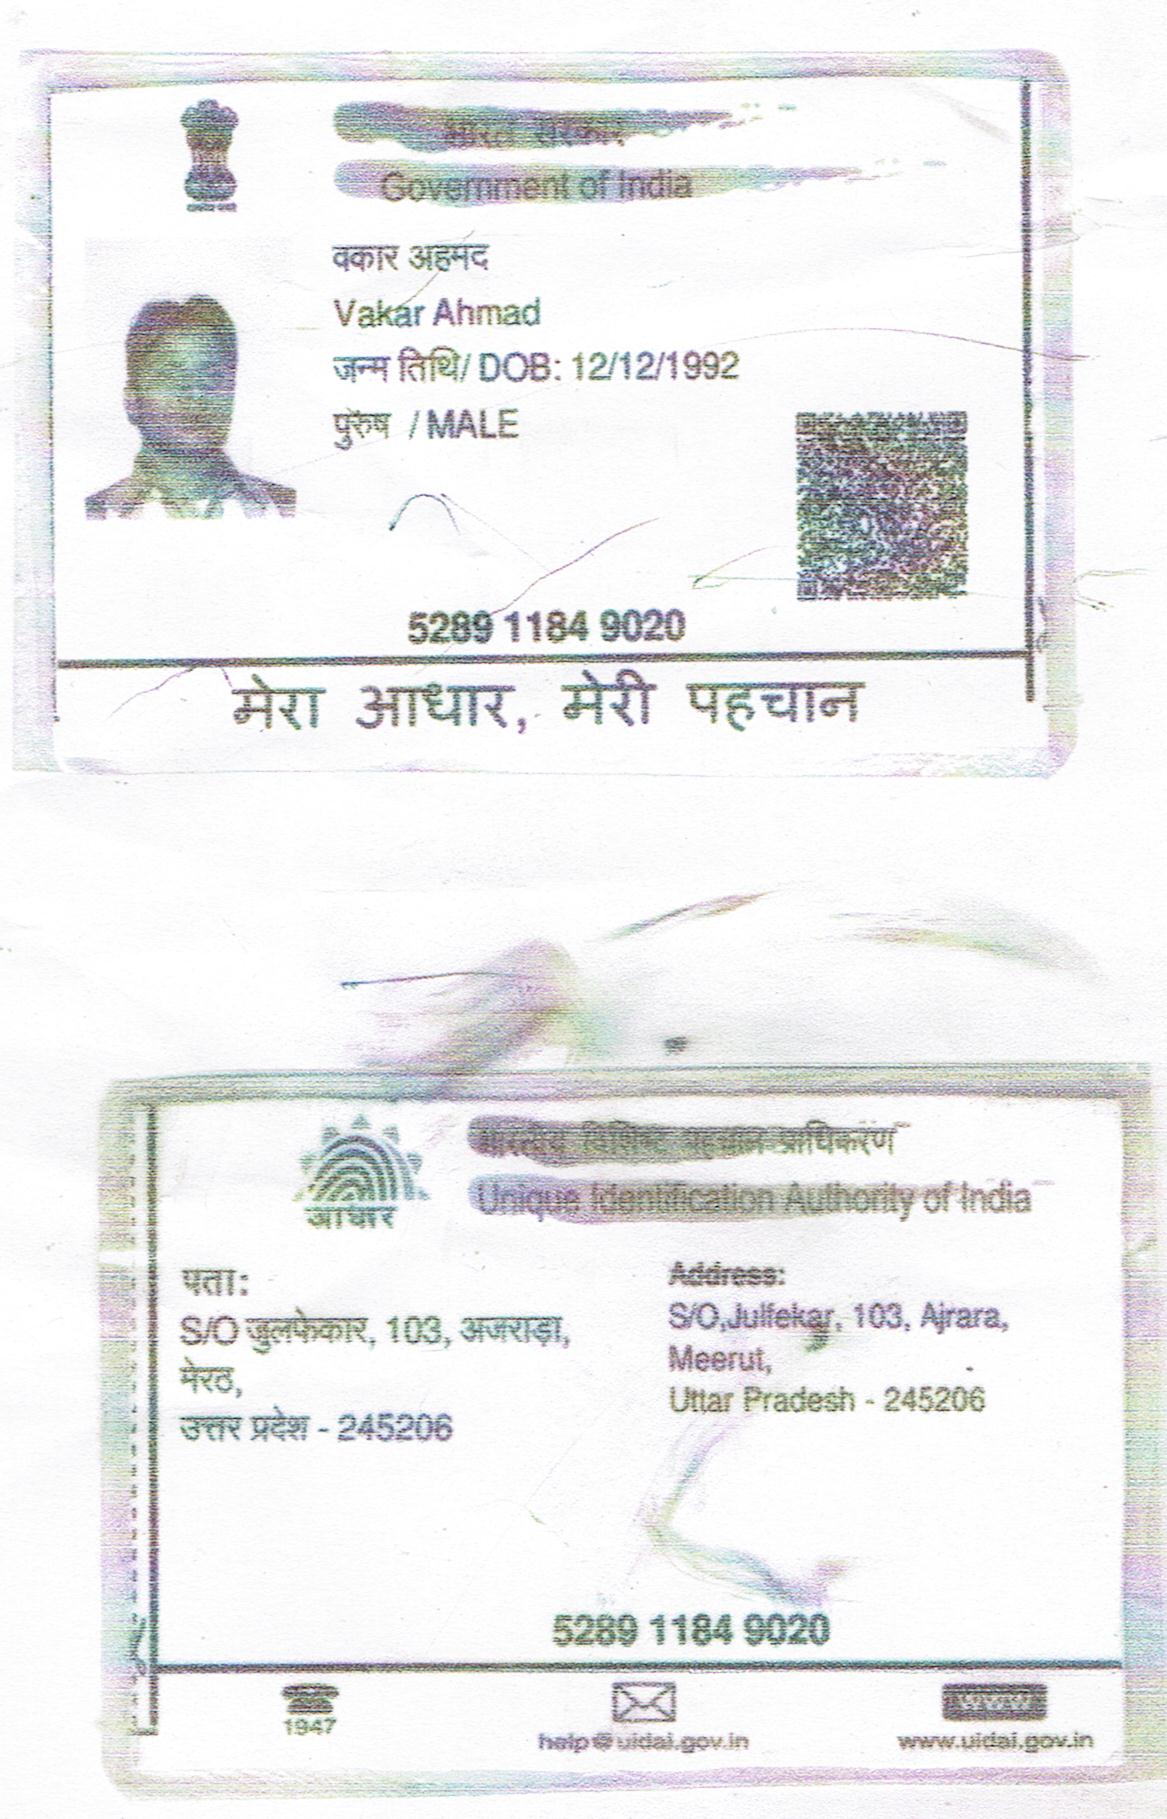 भारत सरकार
Government of India
वकार अहमद
Vakar Ahmad
जन्म तिथि/ DOB: 12/12/1992
पुरुष / MALE
5289 1184 9020
मेरा आधार, मेरी पहचान
भारतीय विशिष्ट पहचान प्राधिकरण
Unique Identification Authority of India
आधार
पता:
S/O जुलफेकार, 103, अजराड़ा,
मेरठ,
उत्तर प्रदेश - 245206
Address:
S/O,Julfekar, 103, Ajrara,
Meerut,
Uttar Pradesh - 245206
5289 1184 9020
1947
help@uidai.gov.in
www
www.uidai.gov.in